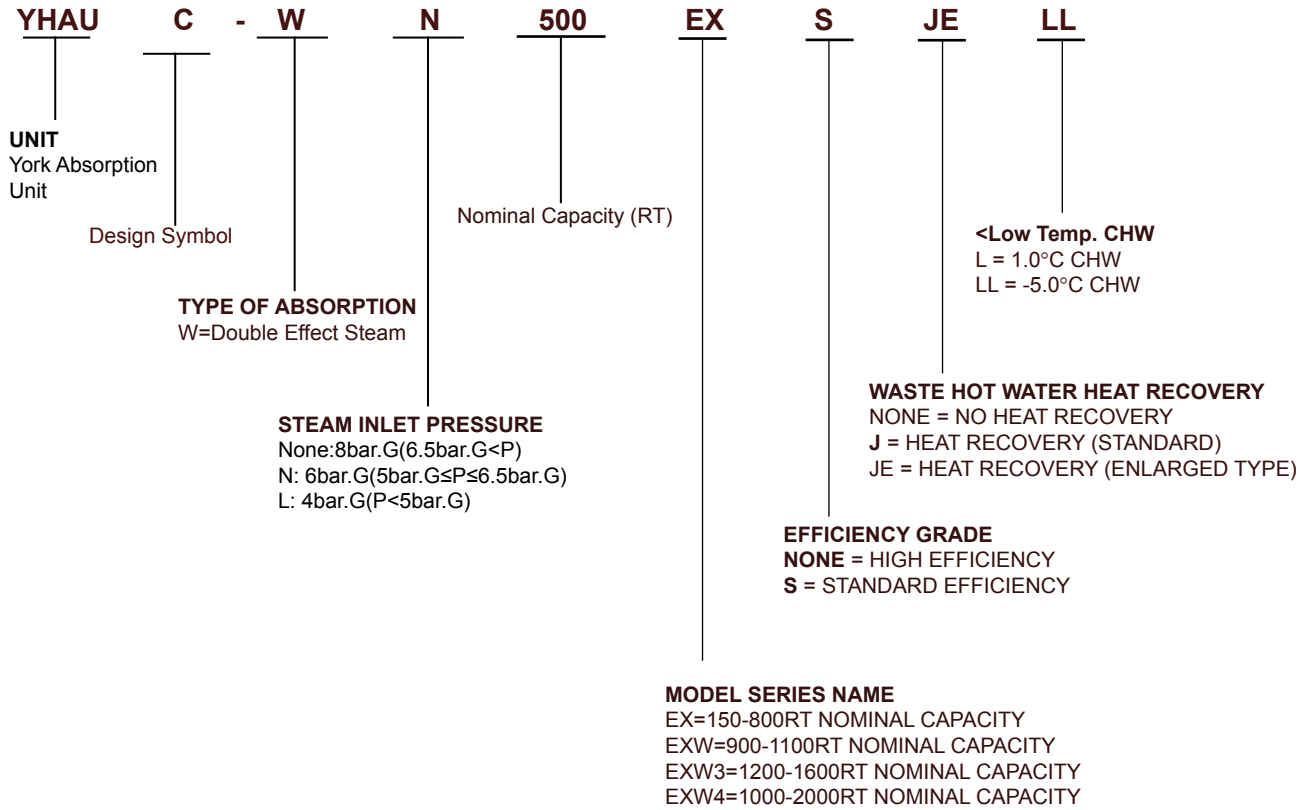 YHAU C - W N 500 EX S JE LL
UNIT
York Absorption
Unit
Design Symbol
TYPE OF ABSORPTION
W=Double Effect Steam
STEAM INLET PRESSURE
None:8bar.G(6.5bar.G<P)
N: 6bar.G(5bar.G≤P≤6.5bar.G)
L: 4bar.G(P<5bar.G)
Nominal Capacity (RT)
<Low Temp. CHW
L = 1.0°C CHW
LL = -5.0°C CHW
WASTE HOT WATER HEAT RECOVERY
NONE = NO HEAT RECOVERY
J = HEAT RECOVERY (STANDARD)
JE = HEAT RECOVERY (ENLARGED TYPE)
EFFICIENCY GRADE
NONE = HIGH EFFICIENCY
S = STANDARD EFFICIENCY
MODEL SERIES NAME
EX=150-800RT NOMINAL CAPACITY
EXW=900-1100RT NOMINAL CAPACITY
EXW3=1200-1600RT NOMINAL CAPACITY
EXW4=1000-2000RT NOMINAL CAPACITY